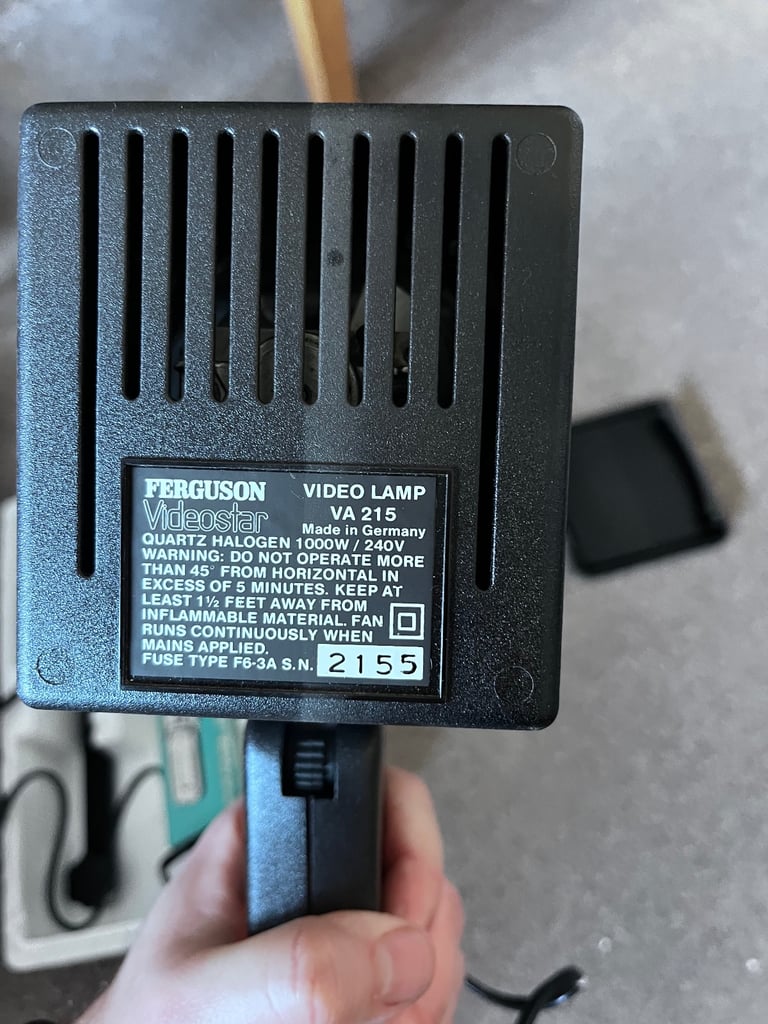 FERGUSON VIDEO LAMP
Videostar VA 215
Made in Germany
QUARTZ HALOGEN 1000W / 240V
WARNING: DO NOT OPERATE MORE
THAN 45° FROM HORIZONTAL IN
EXCESS OF 5 MINUTES. KEEP AT
LEAST 1½ FEET AWAY FROM
INFLAMMABLE MATERIAL. FAN
RUNS CONTINUOUSLY WHEN
MAINS APPLIED.
FUSE TYPE F6-3A S.N. 2155